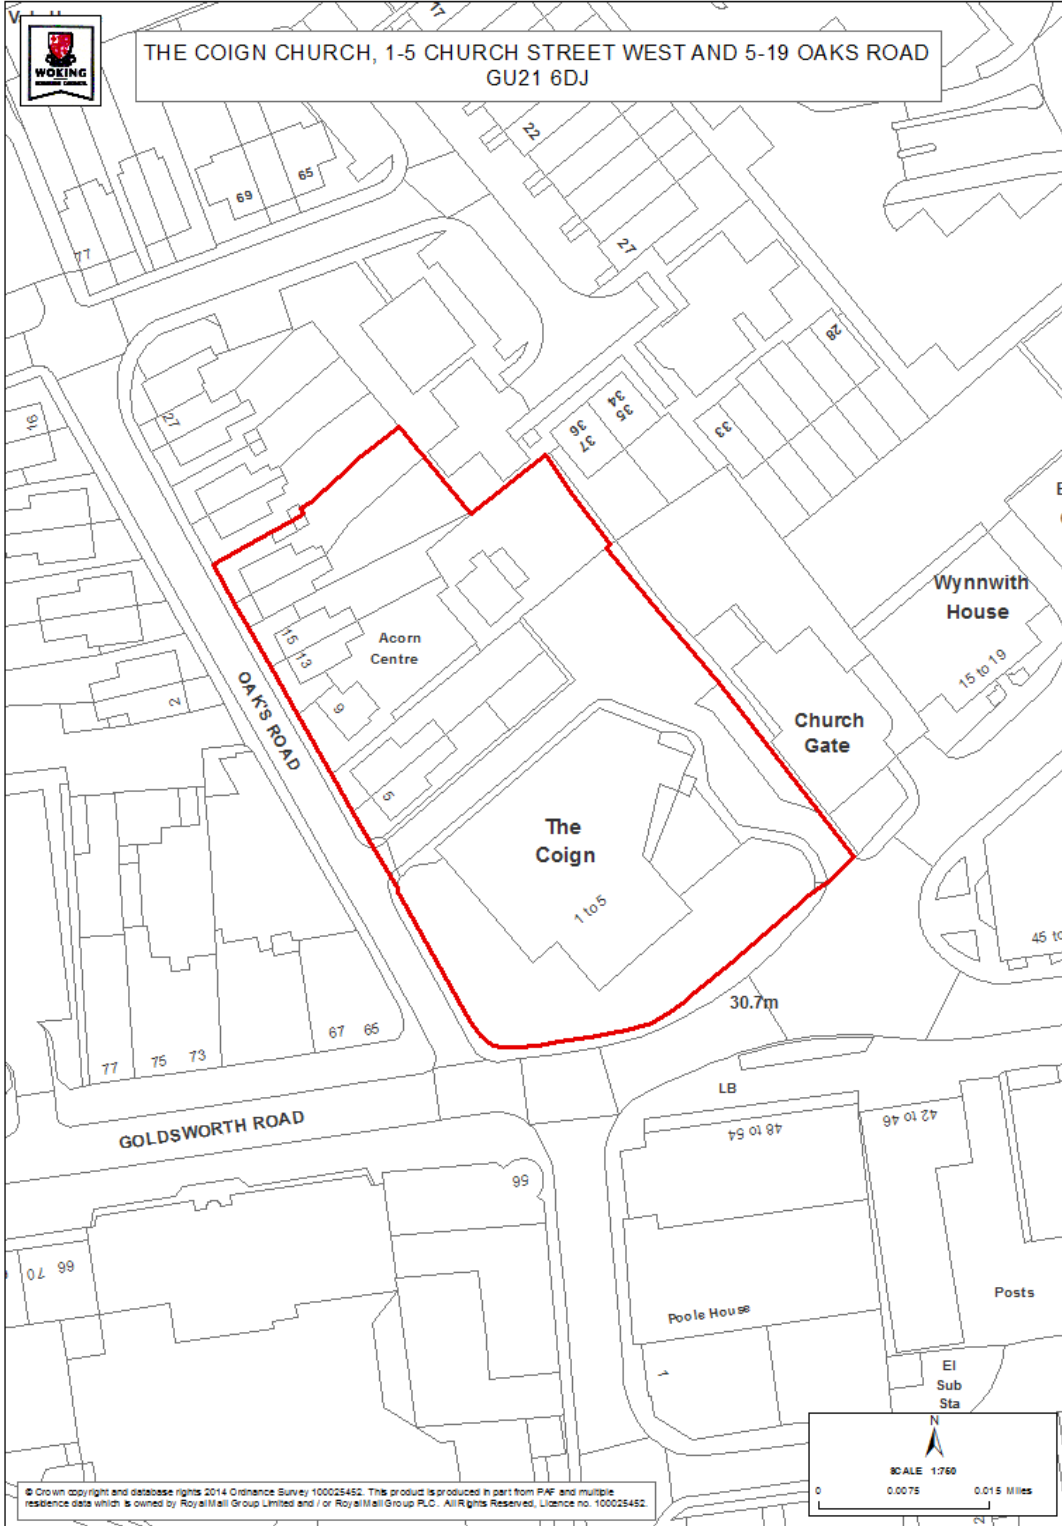 WOKING
BOROUGH COUNCIL
THE COIGN CHURCH, 1-5 CHURCH STREET WEST AND 5-19 OAKS ROAD
GU21 6DJ
17
22
65
69
77
27
28
27
16
34
35
36
37
33
Wynnwith
House
15 to 19
Acorn
Centre
15
13
9
2
OAK'S ROAD
5
Church
Gate
The
Coign
1 to 5
45 to
30.7m
67
65
77
75
73
LB
GOLDSWORTH ROAD
48 to 54
42 to 46
56
66
70
Poole House
1
Posts
El
Sub
Sta
N
SCALE 1:750
0
0.0075
0.015 Miles
2
© Crown copyright and database rights 2014 Ordnance Survey 100025452. This product is produced in part from PAF and multiple
residence data which is owned by Royal Mail Group Limited and / or Royal Mail Group PLC. All Rights Reserved, Licence no. 100025452.